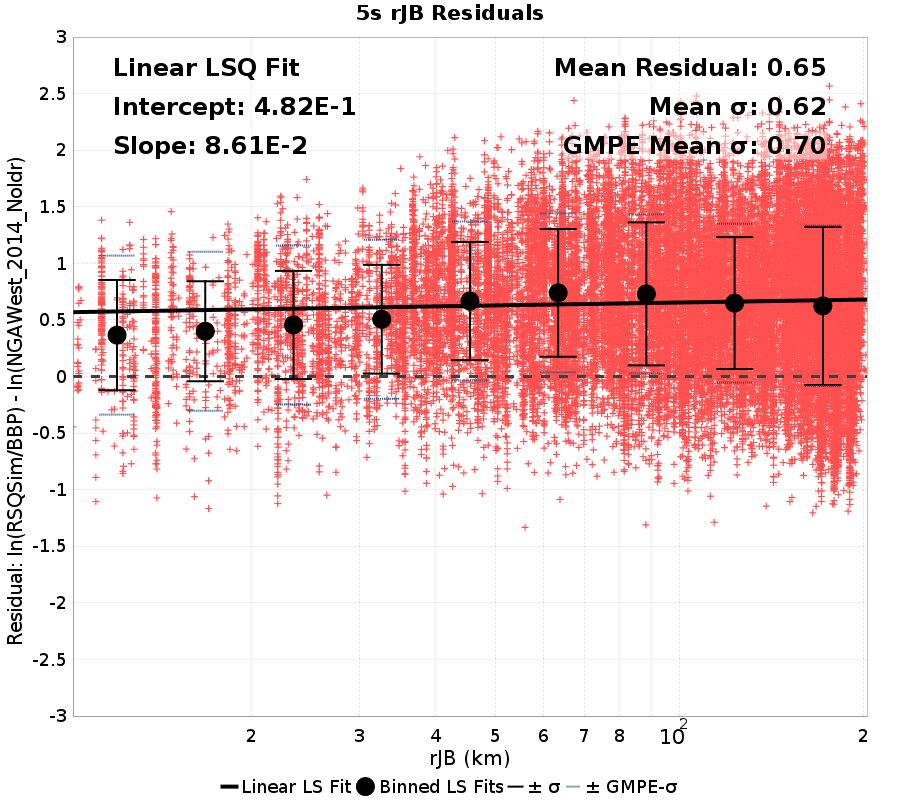 5s rJB Residuals
Linear LSQ Fit
Intercept: 4.82E-1
Slope: 8.61E-2
Mean Residual: 0.65
Mean σ: 0.62
GMPE Mean σ: 0.70
Residual: ln(RSQSim/BBP) - ln(NGAWest_2014_NoIdr)
3
2.5
2
1.5
1
0.5
0
-0.5
-1
-1.5
-2
-2.5
-3
2 3 4 5 6 7 8 10² 2
rJB (km)
Linear LS Fit Binned LS Fits ± σ ± GMPE-σ